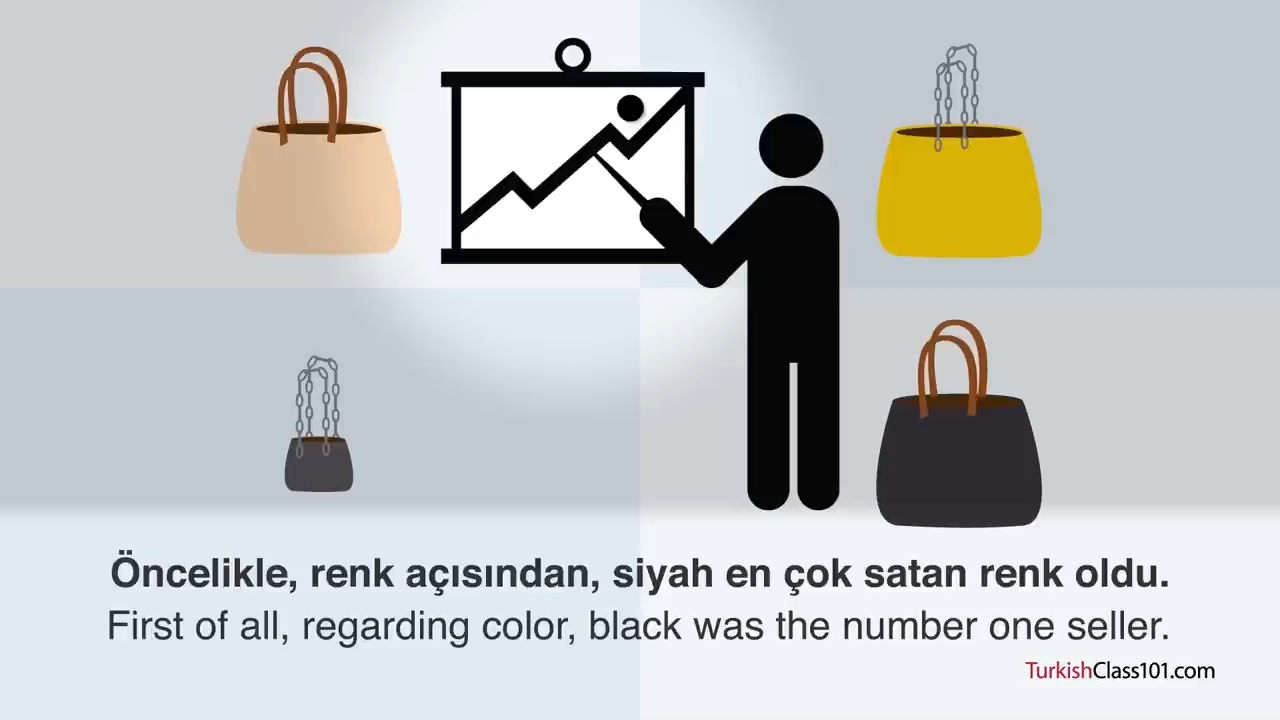 Öncelikle, renk açısından, siyah en çok satan renk oldu.
First of all, regarding color, black was the number one seller.
TurkishClass101.com